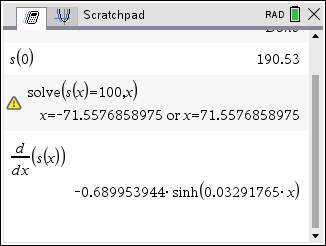 Scratchpad
RAD
Done
s(0)
190.53
solve(s(x)=100,x)
x=-71.5576858975 or x=71.5576858975
d/dx(s(x))
-0.689953944·sinh(0.03291765·x)